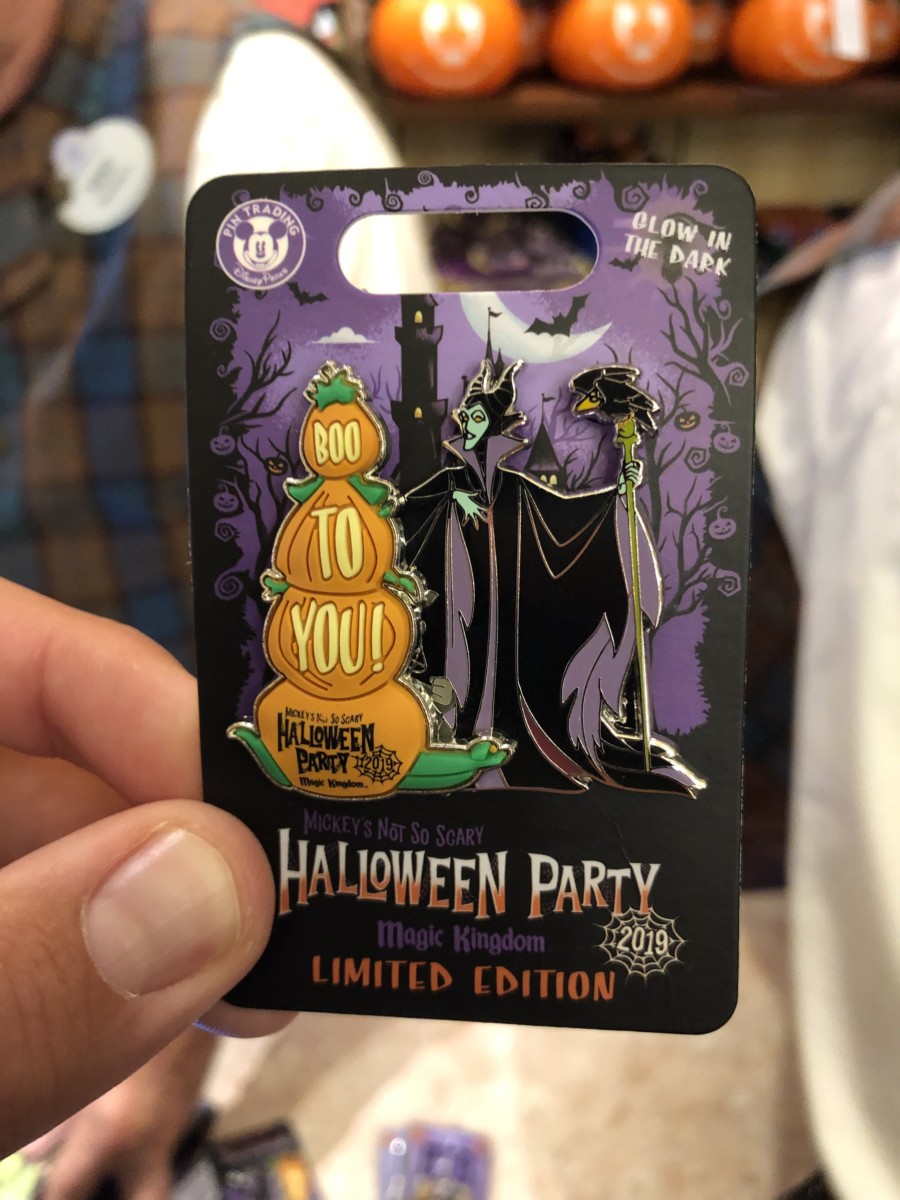 PIN TRADING
Disney Parks
GLOW IN
THE DARK
BOO
TO
YOU!
MICKEY'S NOT SO SCARY
HALLOWEEN
PARTY 2019
Magic Kingdom
MICKEY'S NOT SO SCARY
HALLOWEEN PARTY
Magic Kingdom
2019
LIMITED EDITION